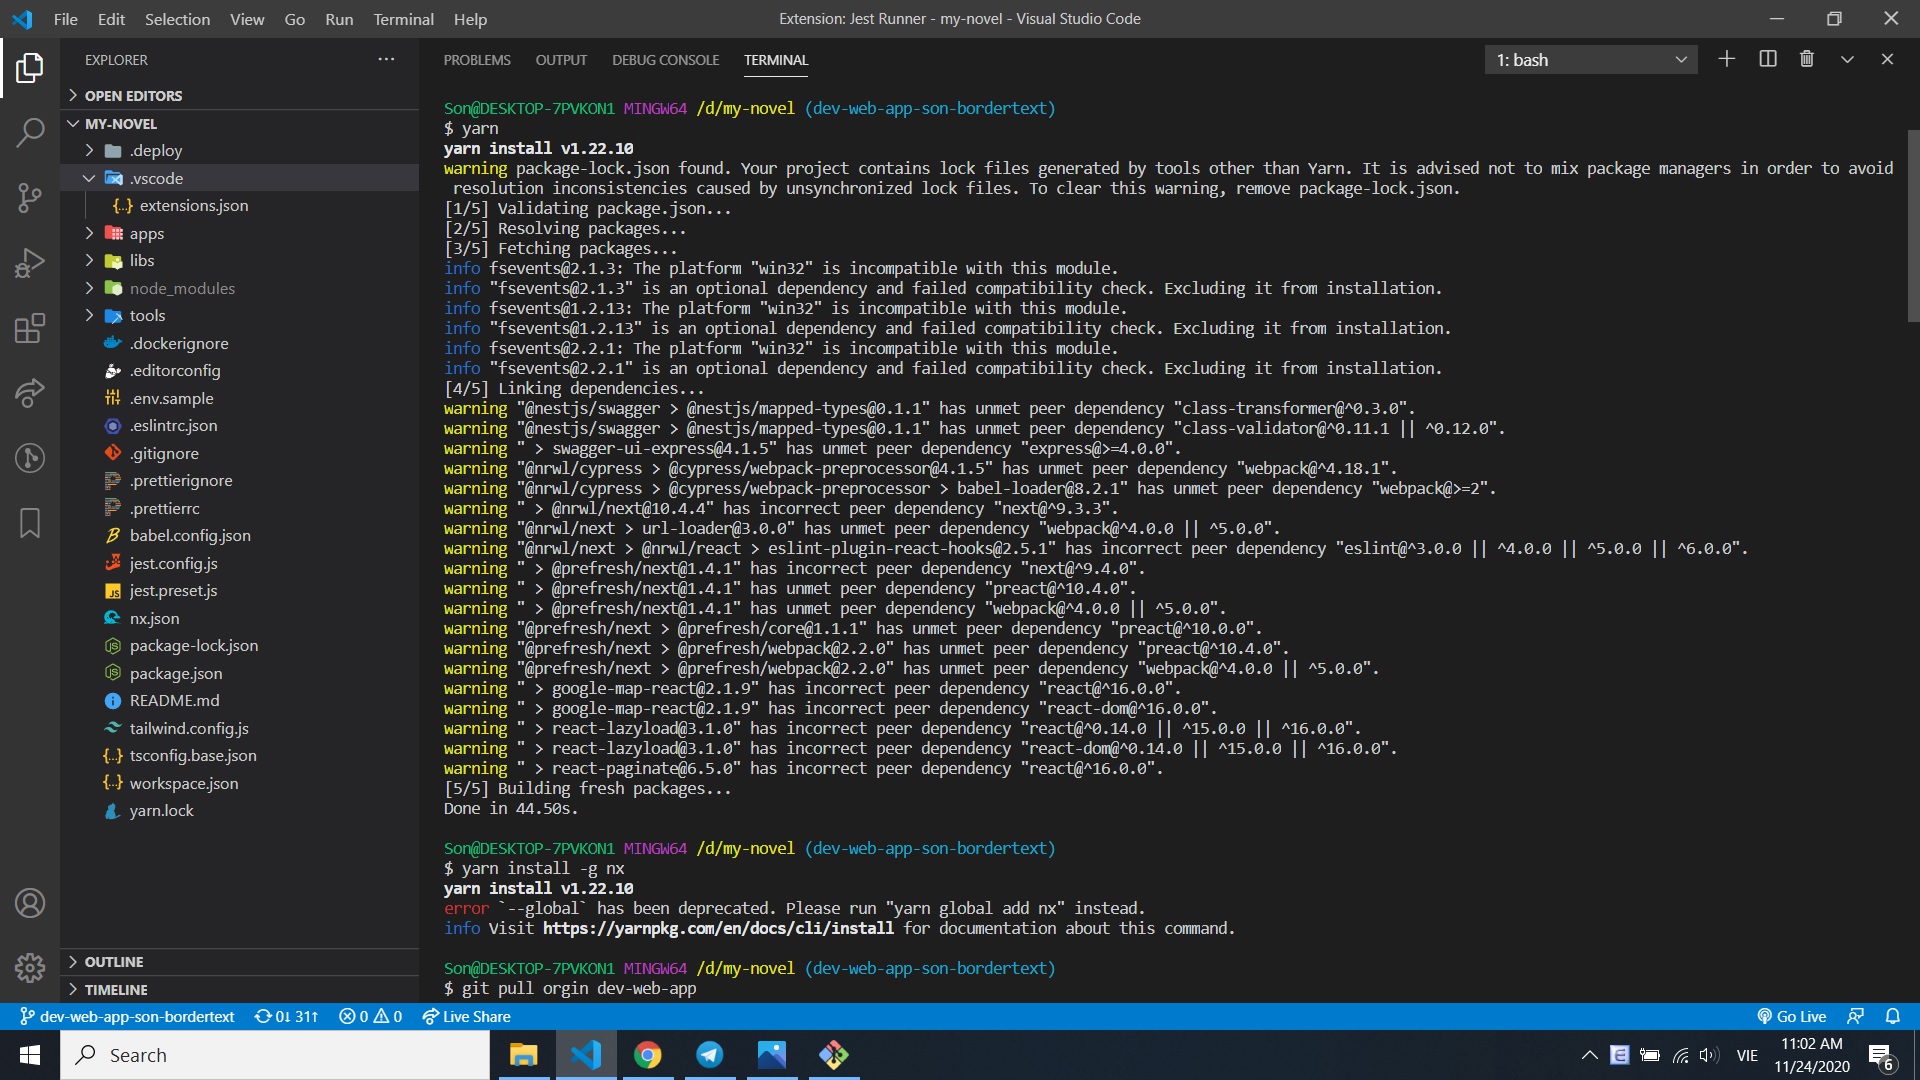 File Edit Selection View Go Run Terminal Help
Extension: Jest Runner - my-novel - Visual Studio Code
EXPLORER
OPEN EDITORS
MY-NOVEL
.deploy
.vscode
extensions.json
apps
libs
node_modules
tools
.dockerignore
.editorconfig
.env.sample
.eslintrc.json
.gitignore
.prettierignore
.prettierrc
babel.config.json
jest.config.js
jest.preset.js
nx.json
package-lock.json
package.json
README.md
tailwind.config.js
tsconfig.base.json
workspace.json
yarn.lock
OUTLINE
TIMELINE
PROBLEMS OUTPUT DEBUG CONSOLE TERMINAL
1: bash
Son@DESKTOP-7PVKON1 MINGW64 /d/my-novel (dev-web-app-son-bordertext)
$ yarn
yarn install v1.22.10
warning package-lock.json found. Your project contains lock files generated by tools other than Yarn. It is advised not to mix package managers in order to avoid
resolution inconsistencies caused by unsynchronized lock files. To clear this warning, remove package-lock.json.
[1/5] Validating package.json...
[2/5] Resolving packages...
[3/5] Fetching packages...
info fsevents@2.1.3: The platform "win32" is incompatible with this module.
info "fsevents@2.1.3" is an optional dependency and failed compatibility check. Excluding it from installation.
info fsevents@1.2.13: The platform "win32" is incompatible with this module.
info "fsevents@1.2.13" is an optional dependency and failed compatibility check. Excluding it from installation.
info fsevents@2.2.1: The platform "win32" is incompatible with this module.
info "fsevents@2.2.1" is an optional dependency and failed compatibility check. Excluding it from installation.
[4/5] Linking dependencies...
warning "@nestjs/swagger > @nestjs/mapped-types@0.1.1" has unmet peer dependency "class-transformer@^0.3.0".
warning "@nestjs/swagger > @nestjs/mapped-types@0.1.1" has unmet peer dependency "class-validator@^0.11.1 || ^0.12.0".
warning " > swagger-ui-express@4.1.5" has unmet peer dependency "express@>=4.0.0".
warning "@nrwl/cypress > @cypress/webpack-preprocessor@4.1.5" has unmet peer dependency "webpack@^4.18.1".
warning "@nrwl/cypress > @cypress/webpack-preprocessor > babel-loader@8.2.1" has unmet peer dependency "webpack@>=2".
warning " > @nrwl/next@10.4.4" has incorrect peer dependency "next@^9.3.3".
warning "@nrwl/next > url-loader@3.0.0" has unmet peer dependency "webpack@^4.0.0 || ^5.0.0".
warning "@nrwl/next > @nrwl/react > eslint-plugin-react-hooks@2.5.1" has incorrect peer dependency "eslint@^3.0.0 || ^4.0.0 || ^5.0.0 || ^6.0.0".
warning " > @prefresh/next@1.4.1" has incorrect peer dependency "next@^9.4.0".
warning " > @prefresh/next@1.4.1" has unmet peer dependency "preact@^10.4.0".
warning " > @prefresh/next@1.4.1" has unmet peer dependency "webpack@^4.0.0 || ^5.0.0".
warning "@prefresh/next > @prefresh/core@1.1.1" has unmet peer dependency "preact@^10.0.0".
warning "@prefresh/next > @prefresh/webpack@2.2.0" has unmet peer dependency "preact@^10.4.0".
warning "@prefresh/next > @prefresh/webpack@2.2.0" has unmet peer dependency "webpack@^4.0.0 || ^5.0.0".
warning " > google-map-react@2.1.9" has incorrect peer dependency "react@^16.0.0".
warning " > google-map-react@2.1.9" has incorrect peer dependency "react-dom@^16.0.0".
warning " > react-lazyload@3.1.0" has incorrect peer dependency "react@^0.14.0 || ^15.0.0 || ^16.0.0".
warning " > react-lazyload@3.1.0" has incorrect peer dependency "react-dom@^0.14.0 || ^15.0.0 || ^16.0.0".
warning " > react-paginate@6.5.0" has incorrect peer dependency "react@^16.0.0".
[5/5] Building fresh packages...
Done in 44.50s.
Son@DESKTOP-7PVKON1 MINGW64 /d/my-novel (dev-web-app-son-bordertext)
$ yarn install -g nx
yarn install v1.22.10
error `--global` has been deprecated. Please run "yarn global add nx" instead.
info Visit https://yarnpkg.com/en/docs/cli/install for documentation about this command.
Son@DESKTOP-7PVKON1 MINGW64 /d/my-novel (dev-web-app-son-bordertext)
$ git pull orgin dev-web-app
dev-web-app-son-bordertext 0↓ 31↑ 0 0 Live Share Go Live
Search
VIE
11:02 AM
11/24/2020
6